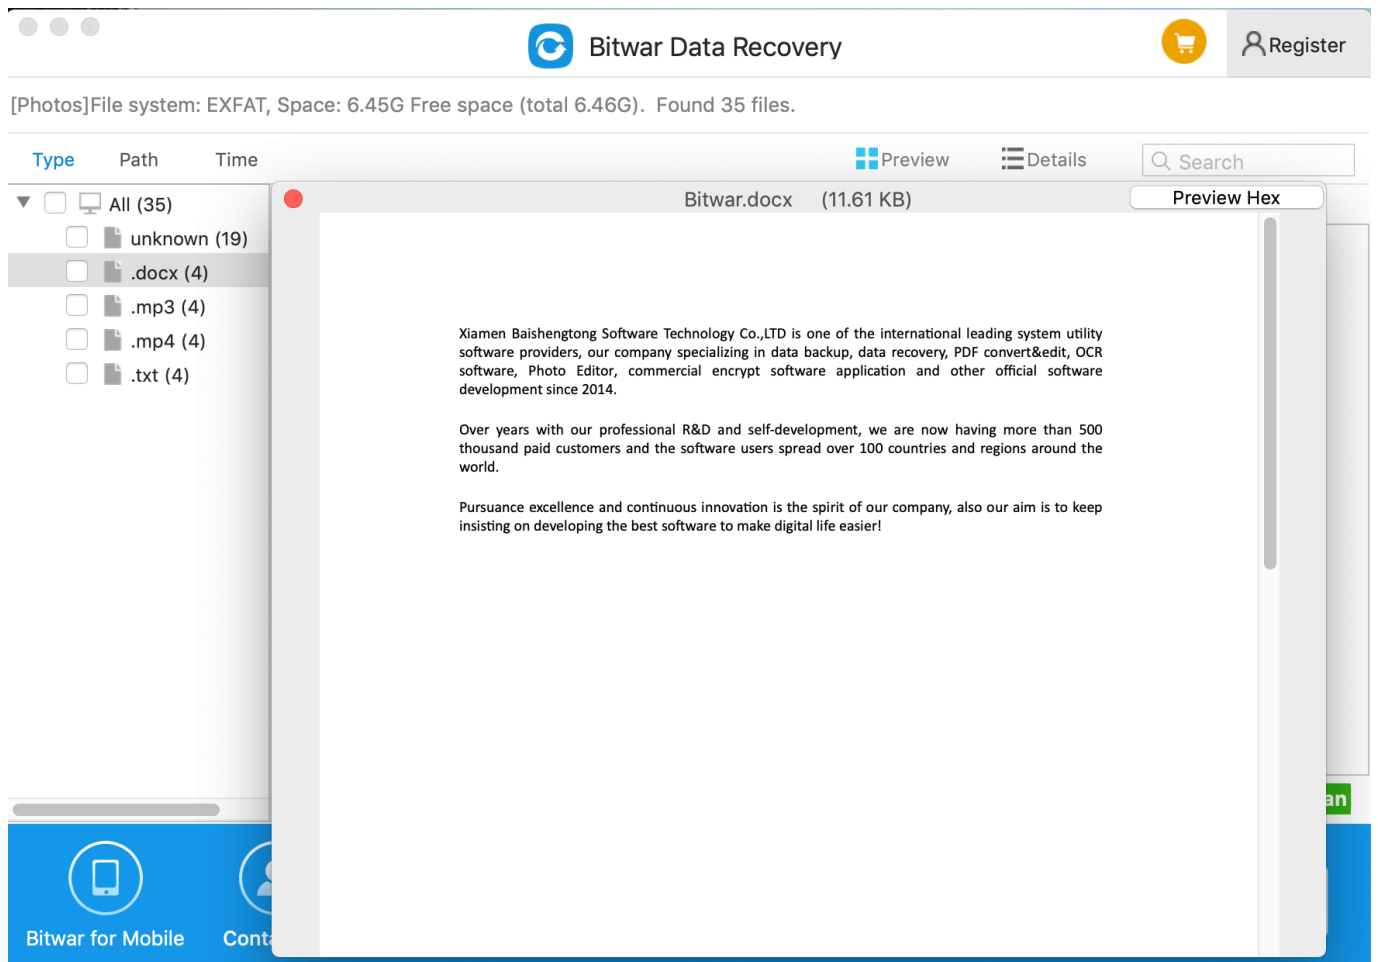 Bitwar Data Recovery
Register
[Photos]File system: EXFAT, Space: 6.45G Free space (total 6.46G).  Found 35 files.
Type Path Time Preview Details Search
All (35)
unknown (19)
.docx (4)
.mp3 (4)
.mp4 (4)
.txt (4)
Bitwar.docx (11.61 KB) Preview Hex
Xiamen Baishengtong Software Technology Co.,LTD is one of the international leading system utility
software providers, our company specializing in data backup, data recovery, PDF convert&edit, OCR
software, Photo Editor, commercial encrypt software application and other official software
development since 2014.
Over years with our professional R&D and self-development, we are now having more than 500
thousand paid customers and the software users spread over 100 countries and regions around the
world.
Pursuance excellence and continuous innovation is the spirit of our company, also our aim is to keep
insisting on developing the best software to make digital life easier!
Bitwar for Mobile